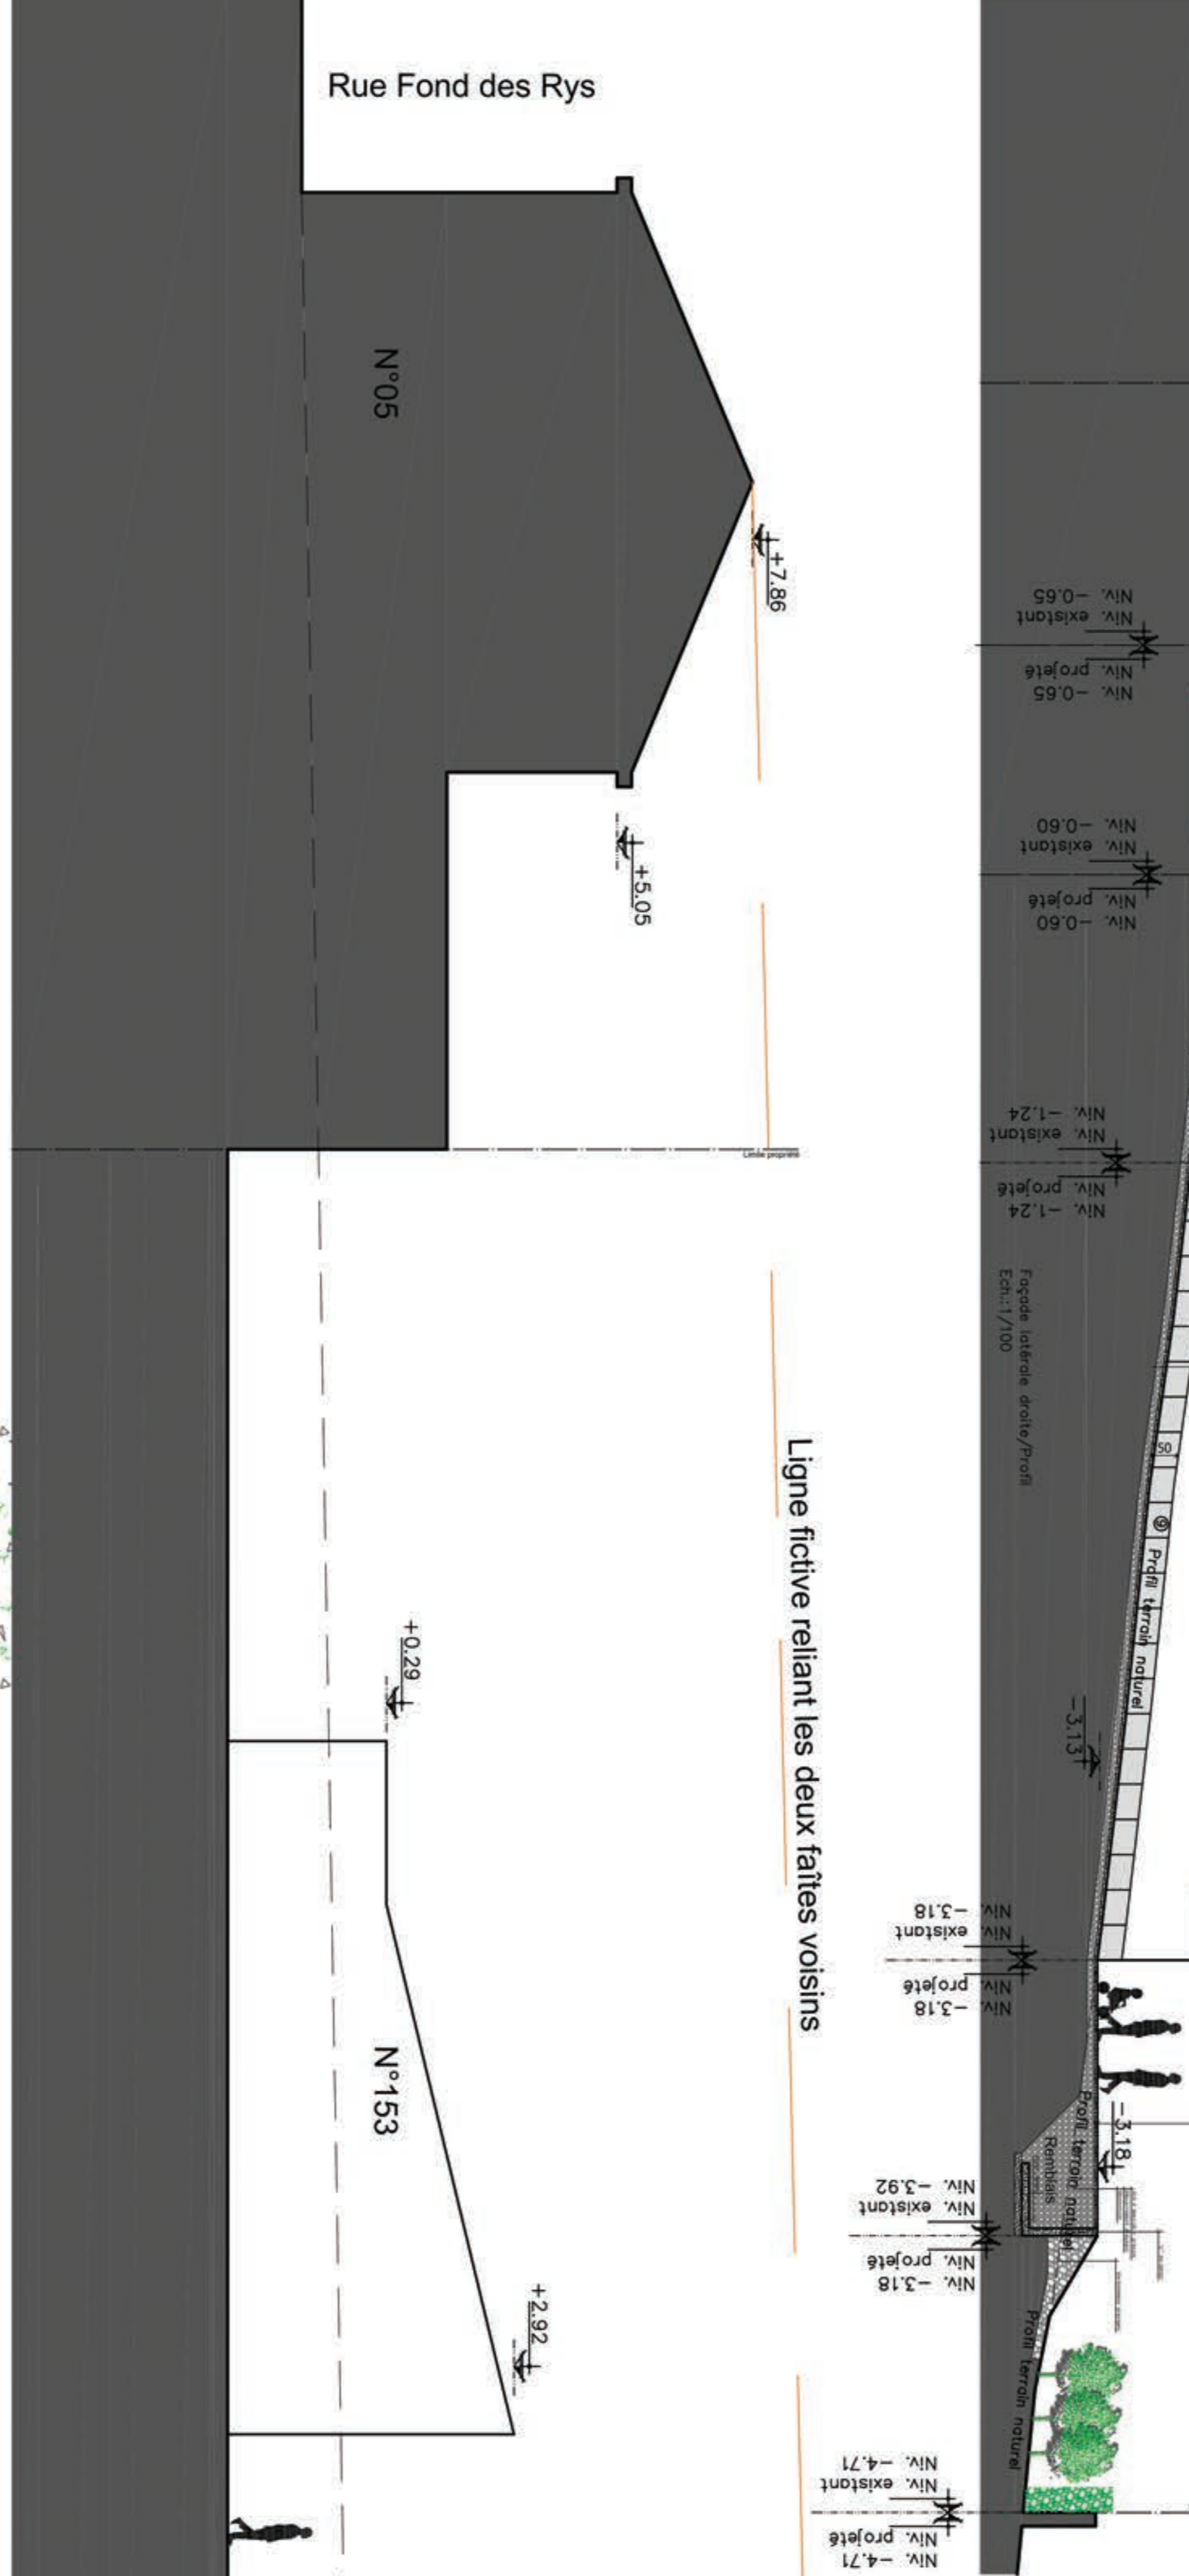 Rue Fond des Rys
N°05
+7.86
+5.05
Limite propriété
Ligne fictive reliant les deux faîtes voisins
+0.29
N°153
+2.92
Niv. existant
Niv. -0.65
Niv. projeté
Niv. -0.65
Niv. existant
Niv. -0.60
Niv. projeté
Niv. -0.60
Niv. existant
Niv. -1.24
Niv. projeté
Niv. -1.24
Façade latérale droite/Profil
Ech.:1/100
50
9
Profil terrain naturel
-3.13
Niv. existant
Niv. -3.18
Niv. projeté
Niv. -3.18
-3.18
Profil terrain naturel
Remblais
Niv. existant
Niv. -3.92
Niv. projeté
Niv. -3.18
Profil terrain naturel
Niv. existant
Niv. -4.71
Niv. projeté
Niv. -4.71